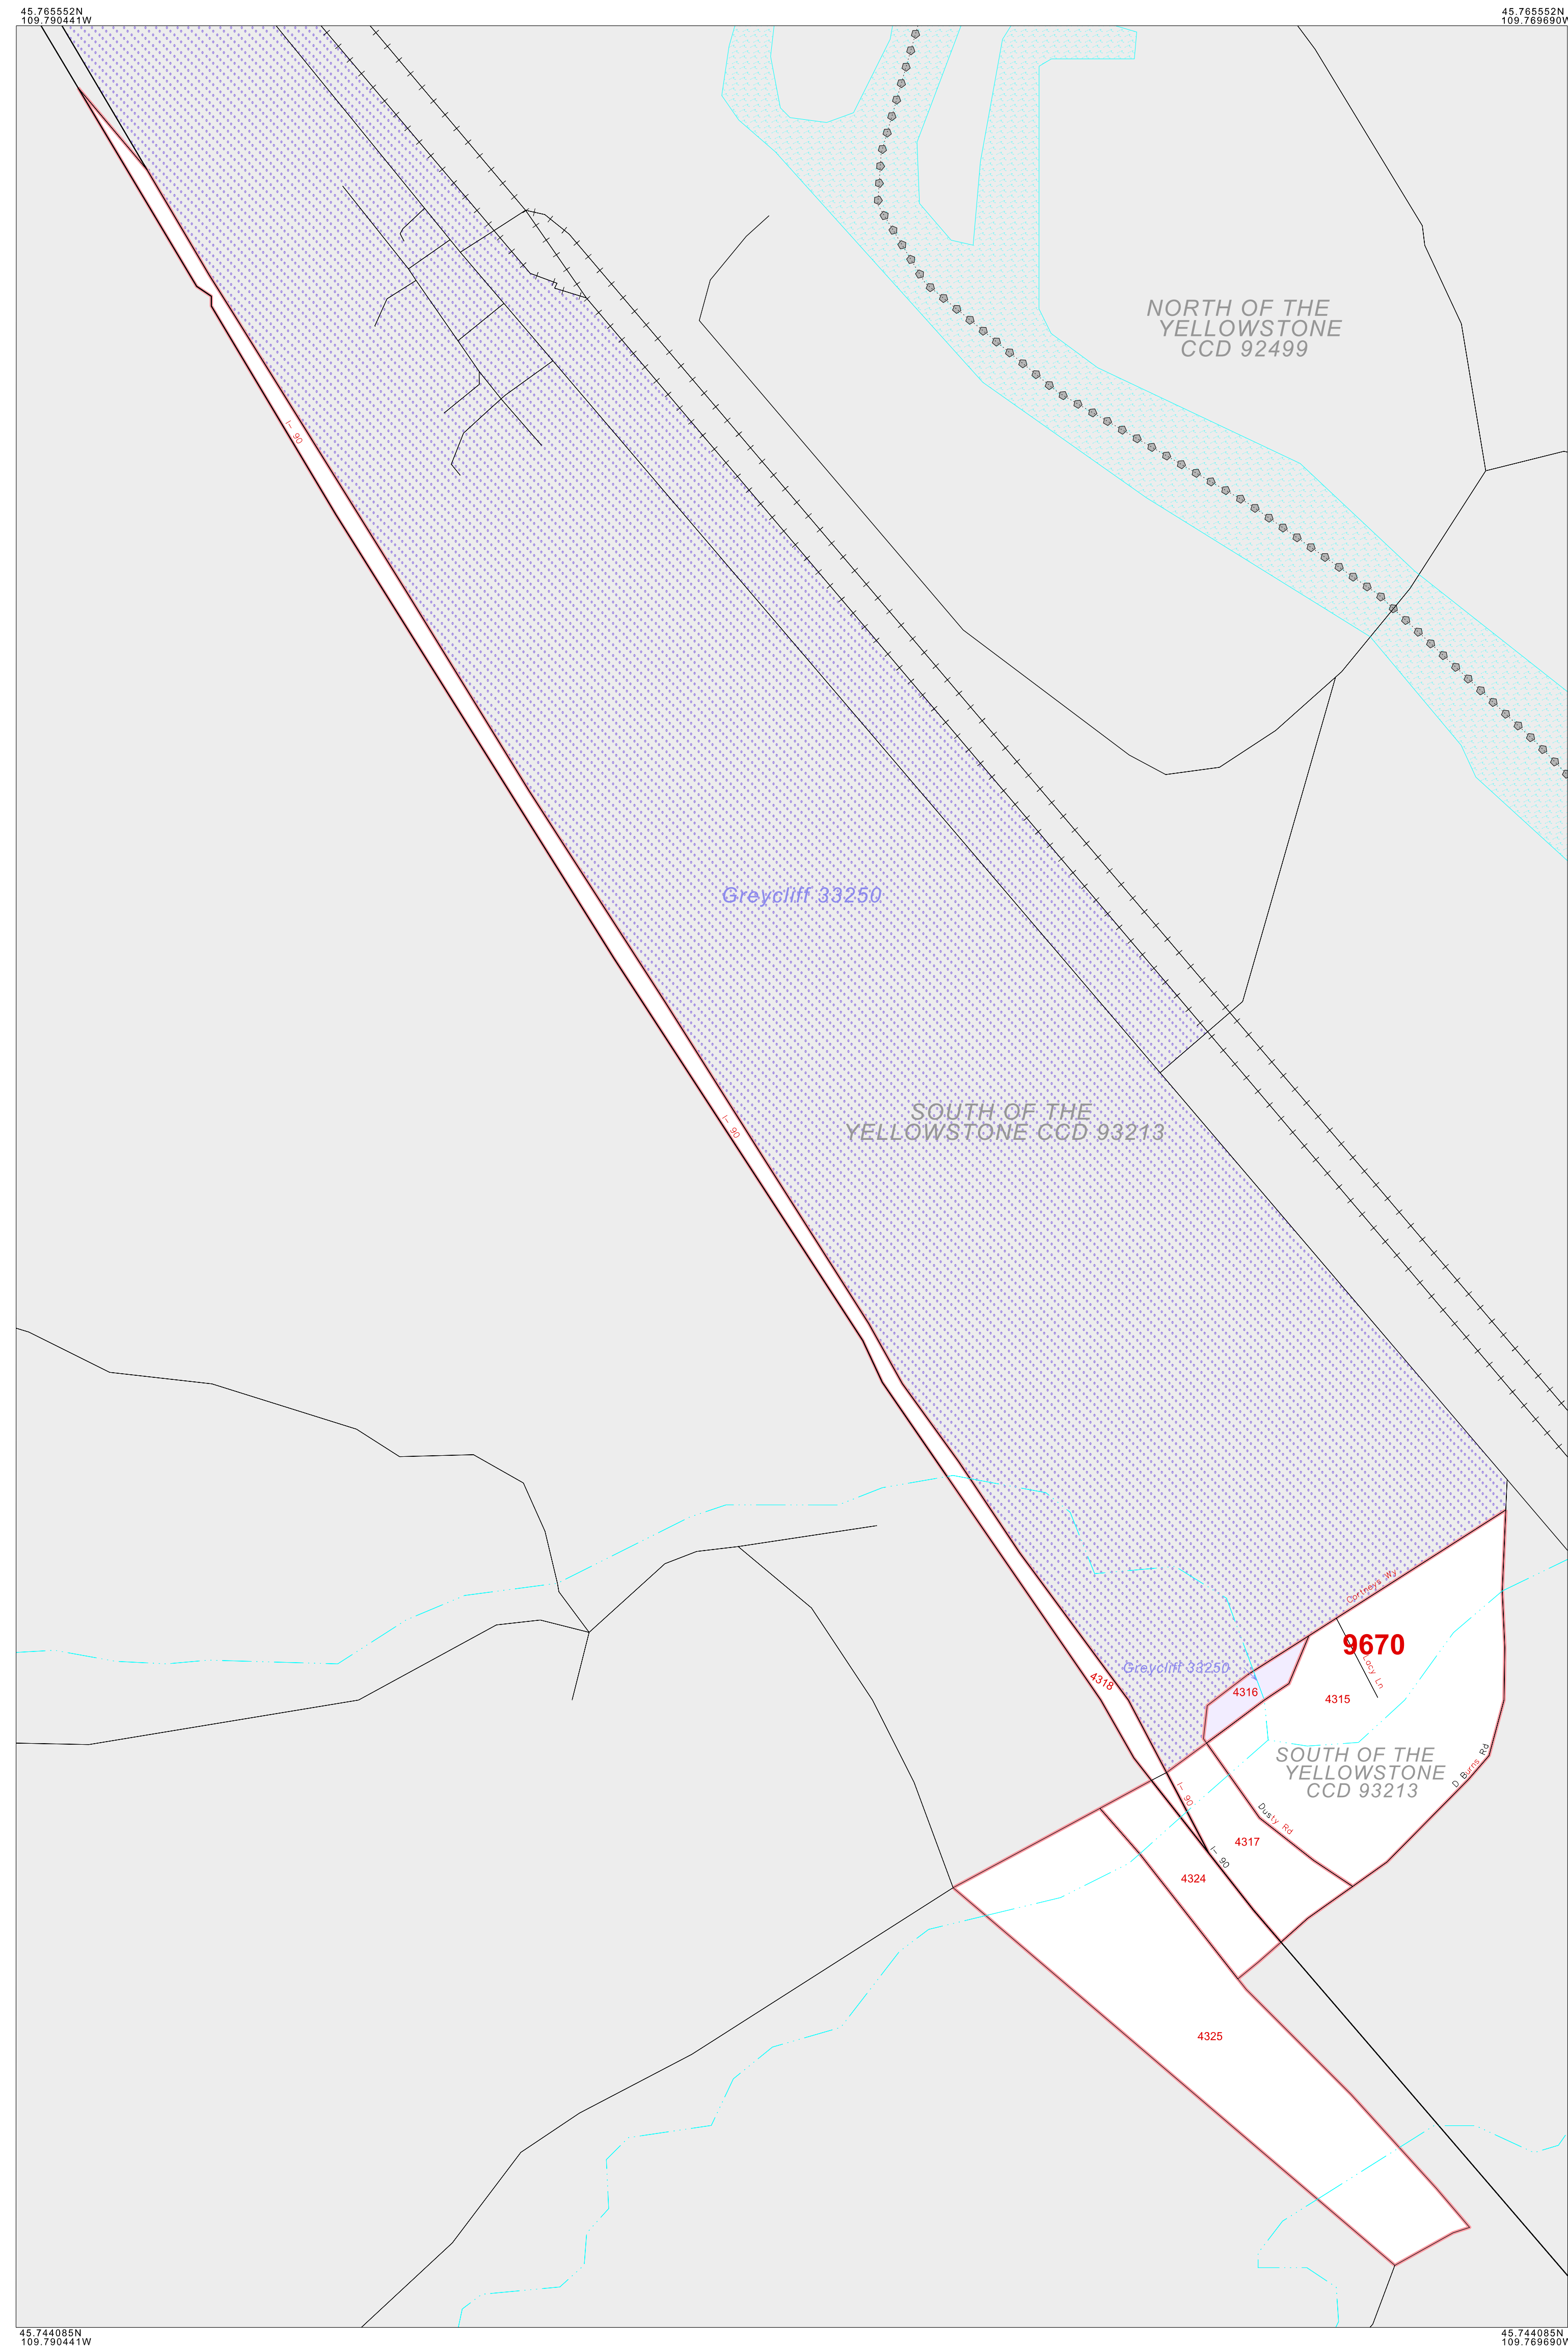 45.765552N
109.790441W
45.765552N
109.769690W
NORTH OF THE
YELLOWSTONE
CCD 92499
I- 90
Greycliff 33250
SOUTH OF THE
YELLOWSTONE CCD 93213
I- 90
Cortneys Wy
9670
Lacy Ln
Greycliff 33250
4318
4316
4315
SOUTH OF THE
YELLOWSTONE
CCD 93213
D Burns Rd
I- 90
Dusty Rd
4317
I- 90
4324
4325
45.744085N
109.790441W
45.744085N
109.769690W